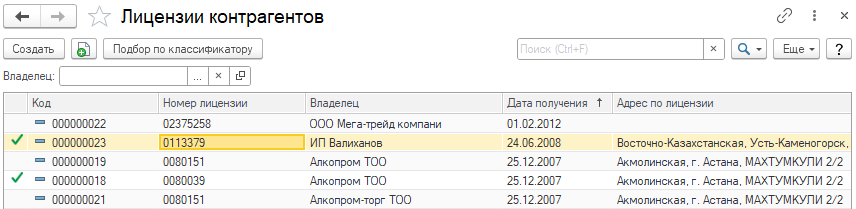 Лицензии контрагентов
Создать Подбор по классификатору Поиск (Ctrl+F) × Еще ?
Владелец: ... ×
Код Номер лицензии Владелец Дата получения ↑ Адрес по лицензии
000000022 02375258 ООО Мега-трейд компани 01.02.2012
000000023 0113379 ИП Валиханов 24.06.2008 Восточно-Казахстанская, Усть-Каменогорск,
000000019 0080151 Алкопром ТОО 25.12.2007 Акмолинская, г. Астана, МАХТУМКУЛИ 2/2
000000018 0080039 Алкопром ТОО 25.12.2007 Акмолинская, г. Астана, МАХТУМКУЛИ 2/2
000000021 0080151 Алкопром-торг ТОО 25.12.2007 Акмолинская, г. Астана, МАХТУМКУЛИ 2/2